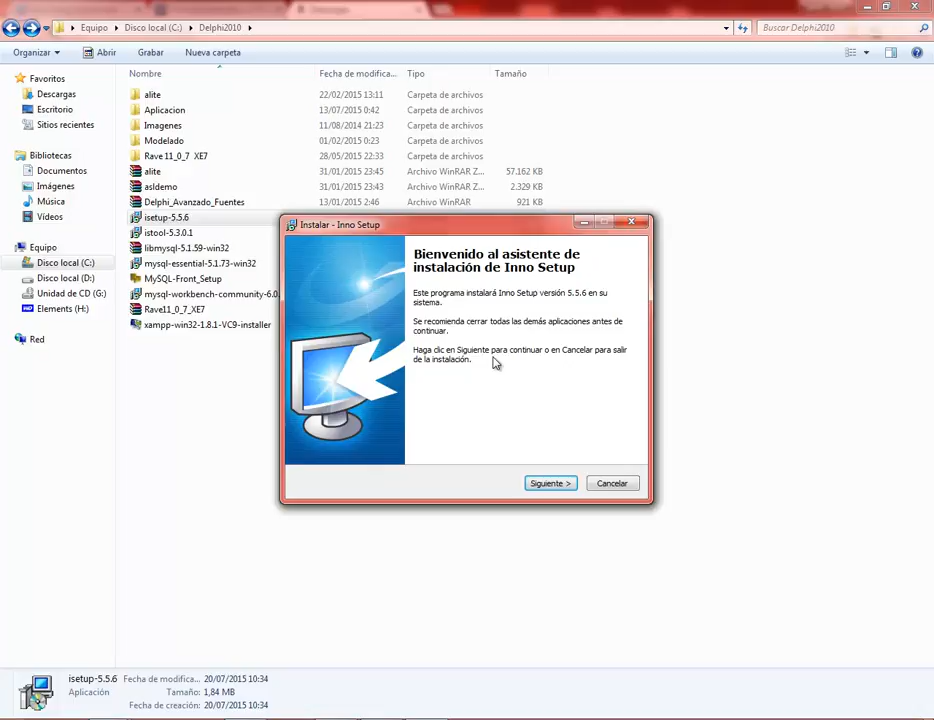 Equipo
Disco local (C:)
Delphi2010
Buscar Delphi2010
Organizar
Abrir
Grabar
Nueva carpeta
Favoritos
Descargas
Escritorio
Sitios recientes
Bibliotecas
Documentos
Imágenes
Música
Vídeos
Equipo
Disco local (C:)
Disco local (D:)
Unidad de CD (G:)
Elements (H:)
Red
Nombre Fecha de modifica... Tipo Tamaño
alite 22/02/2015 13:11 Carpeta de archivos
Aplicacion 13/07/2015 0:42 Carpeta de archivos
Imagenes 11/08/2014 21:23 Carpeta de archivos
Modelado 01/02/2015 0:23 Carpeta de archivos
Rave 11_0_7 XE7 28/05/2015 22:33 Carpeta de archivos
alite 31/01/2015 23:45 Archivo WinRAR Z... 57.162 KB
asldemo 31/01/2015 23:43 Archivo WinRAR Z... 2.329 KB
Delphi_Avanzado_Fuentes 13/01/2015 2:46 Archivo WinRAR 921 KB
isetup-5.5.6
istool-5.3.0.1
libmysql-5.1.59-win32
mysql-essential-5.1.73-win32
MySQL-Front_Setup
mysql-workbench-community-6.0.
Rave11_0_7_XE7
xampp-win32-1.8.1-VC9-installer
Instalar - Inno Setup
Bienvenido al asistente de
instalación de Inno Setup
Este programa instalará Inno Setup versión 5.5.6 en su
sistema.
Se recomienda cerrar todas las demás aplicaciones antes de
continuar.
Haga clic en Siguiente para continuar o en Cancelar para salir
de la instalación.
Siguiente >
Cancelar
isetup-5.5.6 Fecha de modifica... 20/07/2015 10:34
Aplicación Tamaño: 1,84 MB
Fecha de creación: 20/07/2015 10:34